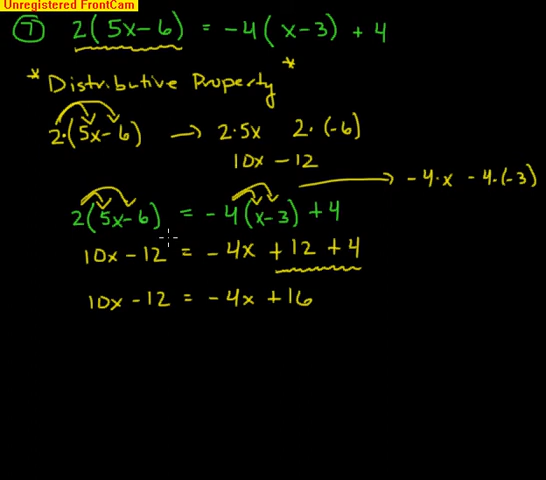 Unregistered FrontCam
7 2(5x-6) = -4(x-3) + 4
* Distributive Property *
2·(5x-6) → 2·5x 2·(-6)
10x - 12
→ -4·x -4·(-3)
2(5x-6) = -4(x-3) + 4
10x - 12 = -4x + 12 + 4
10x - 12 = -4x + 16